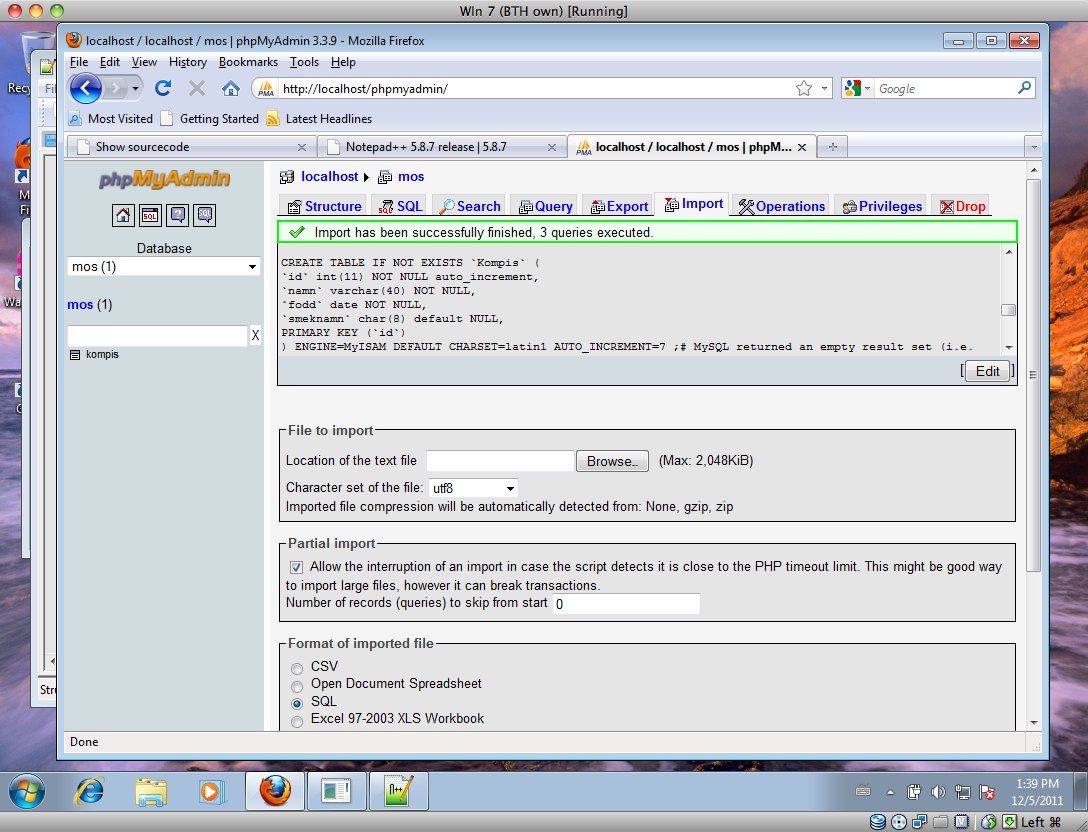 WIn 7 (BTH own) [Running]
localhost / localhost / mos | phpMyAdmin 3.3.9 - Mozilla Firefox
File Edit View History Bookmarks Tools Help
PMA http://localhost/phpmyadmin/
Google
Most Visited Getting Started Latest Headlines
Show sourcecode
Notepad++ 5.8.7 release | 5.8.7
PMA localhost / localhost / mos | phpM...
phpMyAdmin
SQL
Database
mos (1)
mos (1)
X
kompis
localhost mos
Structure SQL Search Query Export Import Operations Privileges Drop
Import has been successfully finished, 3 queries executed.
CREATE TABLE IF NOT EXISTS `Kompis` (
`id` int(11) NOT NULL auto_increment,
`namn` varchar(40) NOT NULL,
`fodd` date NOT NULL,
`smeknamn` char(8) default NULL,
PRIMARY KEY (`id`)
) ENGINE=MyISAM DEFAULT CHARSET=latin1 AUTO_INCREMENT=7 ;# MySQL returned an empty result set (i.e.
[ Edit ]
File to import
Location of the text file Browse... (Max: 2,048KiB)
Character set of the file: utf8
Imported file compression will be automatically detected from: None, gzip, zip
Partial import
Allow the interruption of an import in case the script detects it is close to the PHP timeout limit. This might be good way
to import large files, however it can break transactions.
Number of records (queries) to skip from start 0
Format of imported file
CSV
Open Document Spreadsheet
SQL
Excel 97-2003 XLS Workbook
Done
1:39 PM
12/5/2011
Left ⌘